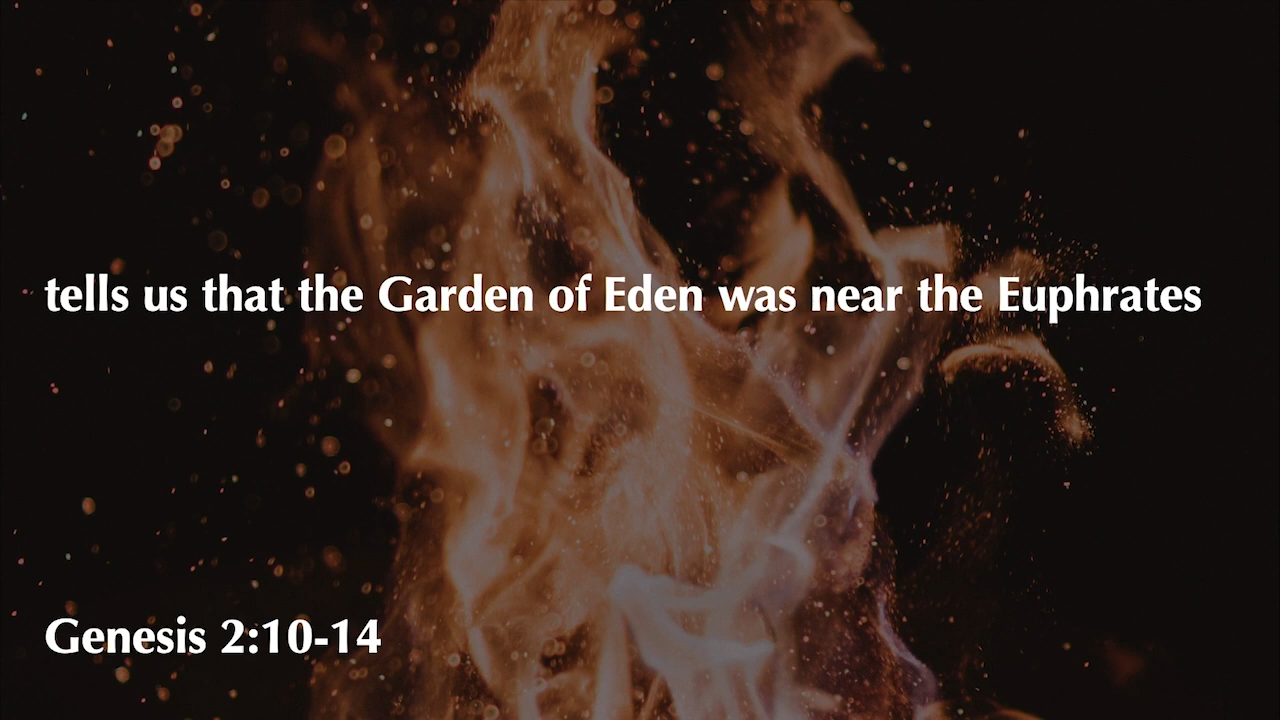 tells us that the Garden of Eden was near the Euphrates
Genesis 2:10-14